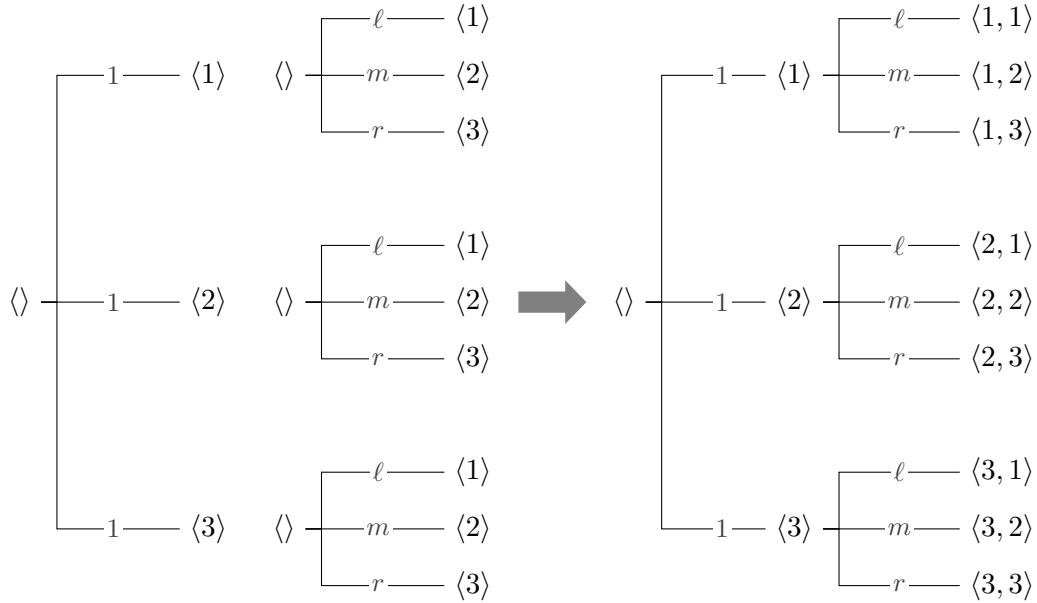 ℓ ⟨1⟩ ℓ ⟨1, 1⟩
1 ⟨1⟩ ⟨⟩ m ⟨2⟩ 1 ⟨1⟩ m ⟨1, 2⟩
r ⟨3⟩ r ⟨1, 3⟩
ℓ ⟨1⟩ ℓ ⟨2, 1⟩
⟨⟩ 1 ⟨2⟩ ⟨⟩ m ⟨2⟩ ⟨⟩ 1 ⟨2⟩ m ⟨2, 2⟩
r ⟨3⟩ r ⟨2, 3⟩
ℓ ⟨1⟩ ℓ ⟨3, 1⟩
1 ⟨3⟩ ⟨⟩ m ⟨2⟩ 1 ⟨3⟩ m ⟨3, 2⟩
r ⟨3⟩ r ⟨3, 3⟩